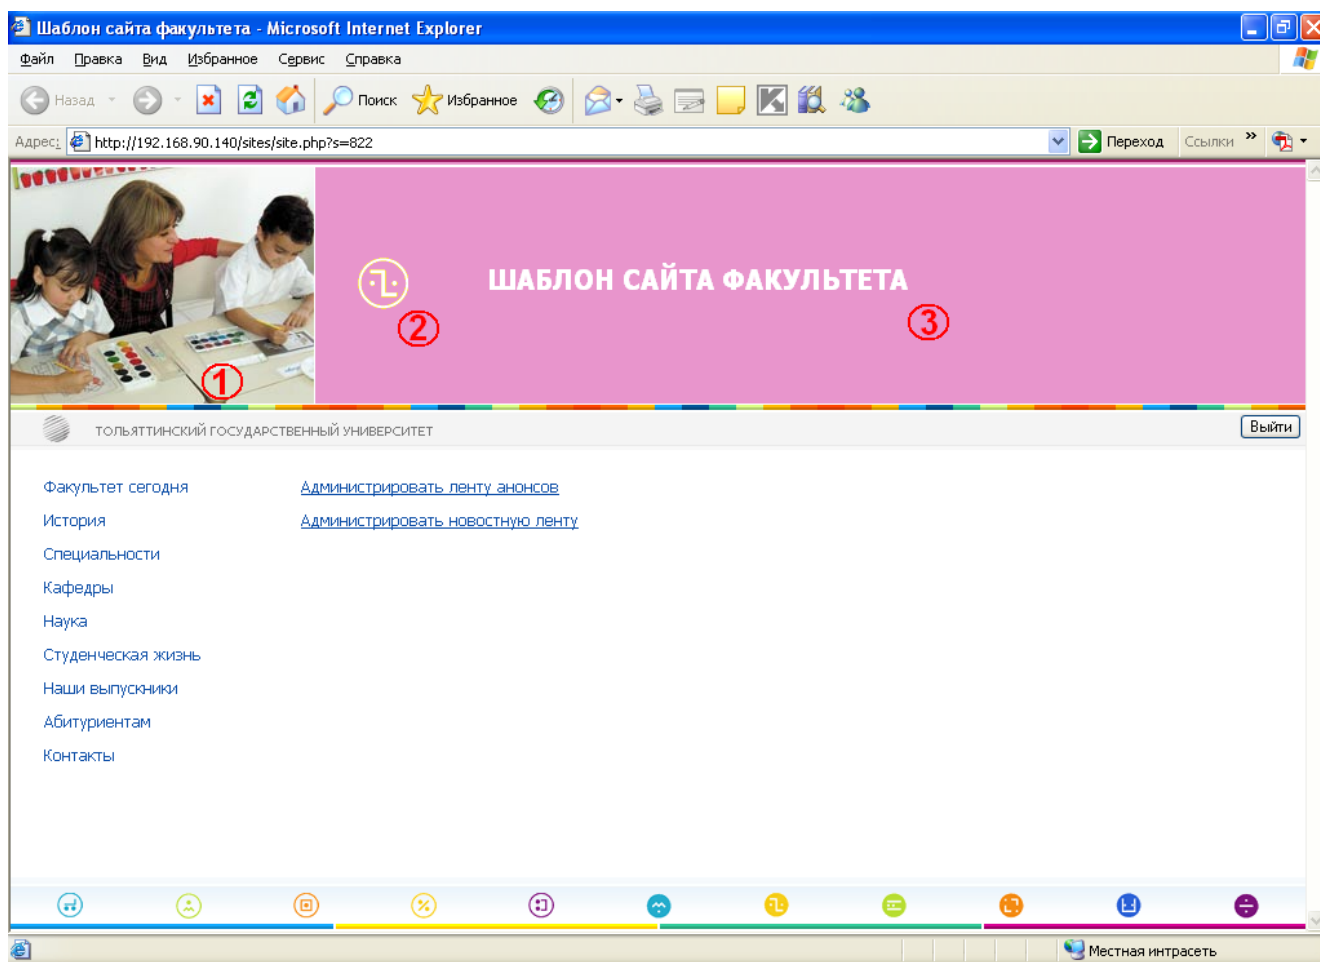 Шаблон сайта факультета - Microsoft Internet Explorer
Файл Правка Вид Избранное Сервис Справка
Назад Поиск Избранное
Адрес: http://192.168.90.140/sites/site.php?s=822 Переход Ссылки »
ШАБЛОН САЙТА ФАКУЛЬТЕТА
2 3
1
ТОЛЬЯТТИНСКИЙ ГОСУДАРСТВЕННЫЙ УНИВЕРСИТЕТ Выйти
Факультет сегодня Администрировать ленту анонсов
История Администрировать новостную ленту
Специальности
Кафедры
Наука
Студенческая жизнь
Наши выпускники
Абитуриентам
Контакты
Местная интрасеть